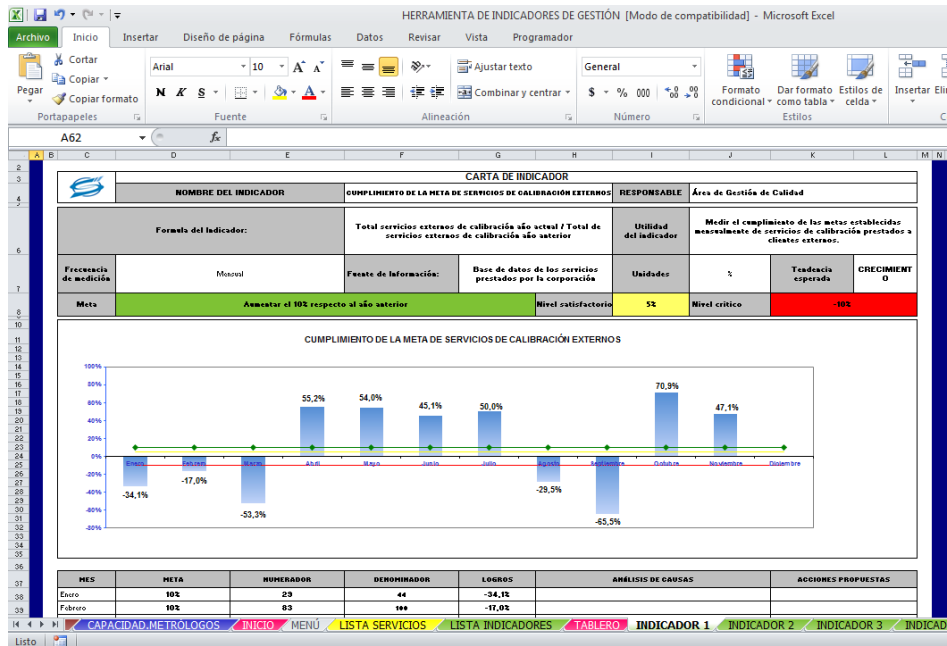 HERRAMIENTA DE INDICADORES DE GESTIÓN [Modo de compatibilidad] - Microsoft Excel
Archivo Inicio Insertar Diseño de página Fórmulas Datos Revisar Vista Programador
Pegar
Cortar
Copiar
Copiar formato
Portapapeles
Arial 10
N K S
Fuente
Ajustar texto
Combinar y centrar
Alineación
General
$ % 000
Número
Formato condicional
Dar formato como tabla
Estilos de celda
Estilos
Insertar Eli
A62
fx
A B C D E F G H I J K L M N
CARTA DE INDICADOR
NOMBRE DEL INDICADOR CUMPLIMIENTO DE LA META DE SERVICIOS DE CALIBRACIÓN EXTERNOS RESPONSABLE Área de Gestión de Calidad
Formula del Indicador:
Total servicios externos de calibración año actual / Total de
servicios externos de calibración año anterior
Utilidad
del indicador
Medir el cumplimiento de las metas establecidas
mensualmente de servicios de calibración prestados a
clientes externos.
Frecuencia
de medición
Mensual
Fuente de Información:
Base de datos de los servicios
prestados por la corporación
Unidades
%
Tendencia
esperada
CRECIMIENT
O
Meta Aumentar el 10% respecto al año anterior Nivel satisfactorio 5% Nivel crítico -10%
CUMPLIMIENTO DE LA META DE SERVICIOS DE CALIBRACIÓN EXTERNOS
100%
80%
60%
40%
20%
0%
-20%
-40%
-60%
-80%
Enero Febrero Marzo Abril Mayo Junio Julio Agosto Septiembre Octubre Noviembre Diciembre
-34,1% -17,0% -53,3% 55,2% 54,0% 45,1% 50,0% -29,5% -65,5% 70,9% 47,1%
MES META NUMERADOR DENOMINADOR LOGROS ANÁLISIS DE CAUSAS ACCIONES PROPUESTAS
Enero 10% 29 44 -34,1%
Febrero 10% 83 100 -17,0%
CAPACIDAD.METRÓLOGOS INICIO MENÚ LISTA SERVICIOS LISTA INDICADORES TABLERO INDICADOR 1 INDICADOR 2 INDICADOR 3 INDICAD
Listo